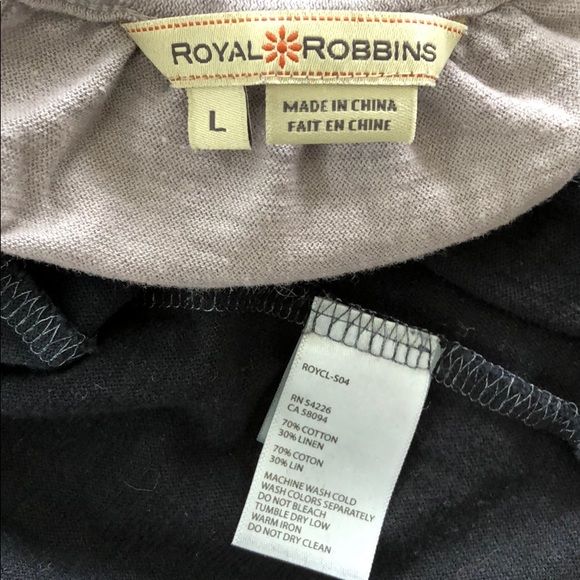 ROYAL ROBBINS
L
MADE IN CHINA
FAIT EN CHINE
ROYCL-S04
RN 54226
CA 58094
70% COTTON
30% LINEN
70% COTON
30% LIN
MACHINE WASH COLD
WASH COLORS SEPARATELY
DO NOT BLEACH
TUMBLE DRY LOW
WARM IRON
DO NOT DRY CLEAN